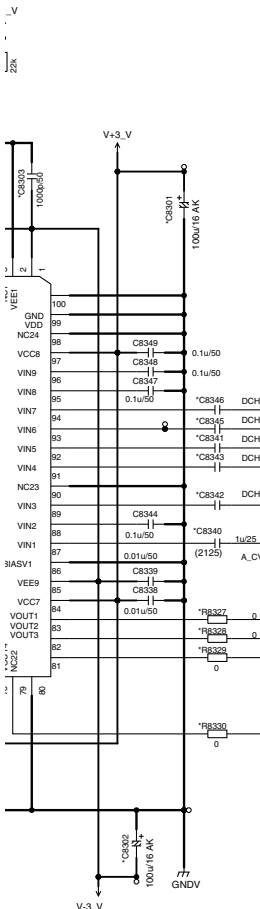 _V
22k
V+3_V
*C8303
1000p/50
*C8301
100u/16 AK
2
1
VEE1
100
GND
VDD
99
NC24
98
VCC8
C8349
0.1u/50
97
C8348
VIN9
0.1u/50
96
C8347
VIN8
95
0.1u/50
VIN7
*C8346
DCH
94
VIN6
*C8345
DCH
93
VIN5
*C8341
DCH
92
VIN4
*C8343
DCH
91
NC23
90
VIN3
*C8342
DCH
89
C8344
VIN2
88
0.1u/50
*C8340
VIN1
1u/25
(2125)
87
0.01u/50
A_CV
BIASV1
86
C8339
VEE9
85
C8338
VCC7
84
0.01u/50
VOUT1
*R8327
0
VOUT2
83
*R8328
0
VOUT3
82
*R8329
0
NC22
81
79
80
*R8330
0
*C8302
100u/16 AK
GNDV
V-3_V